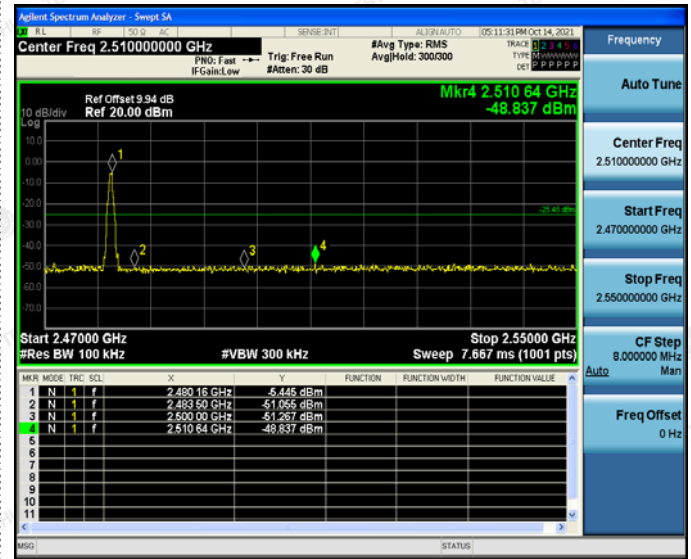 Agilent Spectrum Analyzer - Swept SA
RL RF 50 Ω AC SENSE:INT ALIGNAUTO 05:11:31 PM Oct 14, 2021
Center Freq 2.510000000 GHz
PNO: Fast
IFGain:Low
Trig: Free Run
#Atten: 30 dB
#Avg Type: RMS
Avg|Hold: 300/300
TRACE 1 2 3 4 5 6
TYPE MWWWWW
DET P P P P P P
Ref Offset 9.94 dB
Ref 20.00 dBm
10 dB/div
Log
Mkr4 2.510 64 GHz
-48.837 dBm
10.0
0.00
-10.0
-20.0
-30.0
-40.0
-50.0
-60.0
-70.0
1
2
3
4
-25.45 dBm
Start 2.47000 GHz
#Res BW 100 kHz
#VBW 300 kHz
Stop 2.55000 GHz
Sweep 7.667 ms (1001 pts)
MKR MODE TRC SCL X Y FUNCTION FUNCTION WIDTH FUNCTION VALUE
1 N 1 f 2.480 16 GHz -5.445 dBm
2 N 1 f 2.483 50 GHz -51.055 dBm
3 N 1 f 2.500 00 GHz -51.267 dBm
4 N 1 f 2.510 64 GHz -48.837 dBm
5
6
7
8
9
10
11
MSG STATUS
Frequency
Auto Tune
Center Freq
2.510000000 GHz
Start Freq
2.470000000 GHz
Stop Freq
2.550000000 GHz
CF Step
8.000000 MHz
Auto Man
Freq Offset
0 Hz